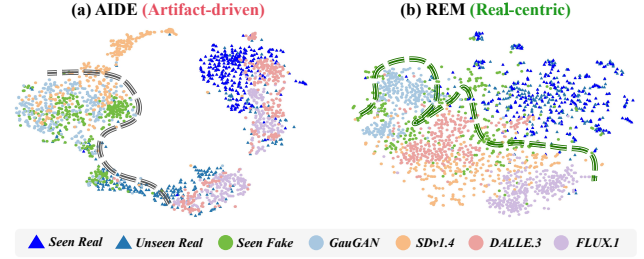 (a) AIDE (Artifact-driven)
(b) REM (Real-centric)
Seen Real
Unseen Real
Seen Fake
GauGAN
SDv1.4
DALLE.3
FLUX.1